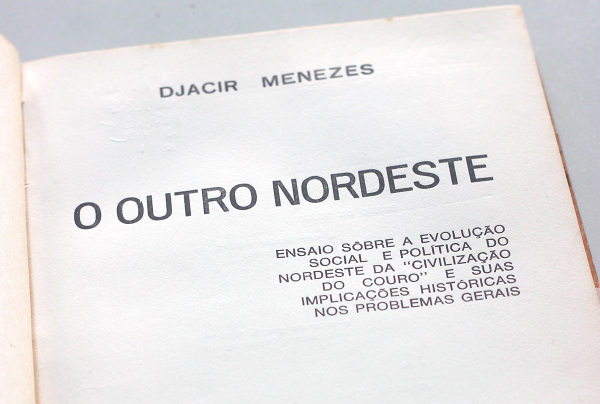 DJACIR MENEZES
O OUTRO NORDESTE
ENSAIO SÔBRE A EVOLUÇÃO
SOCIAL E POLÍTICA DO
NORDESTE DA "CIVILIZAÇÃO
DO COURO" E SUAS
IMPLICAÇÕES HISTÓRICAS
NOS PROBLEMAS GERAIS